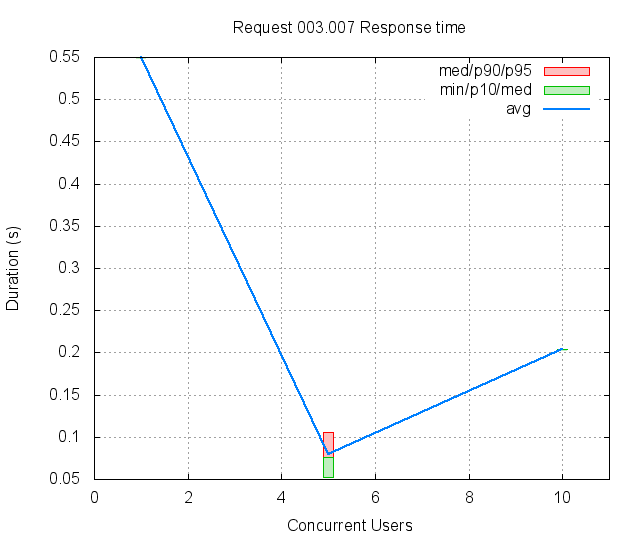 Request 003.007 Response time
med/p90/p95
min/p10/med
avg
0.55
0.5
0.45
0.4
0.35
0.3
0.25
0.2
0.15
0.1
0.05
Duration (s)
0 2 4 6 8 10
Concurrent Users